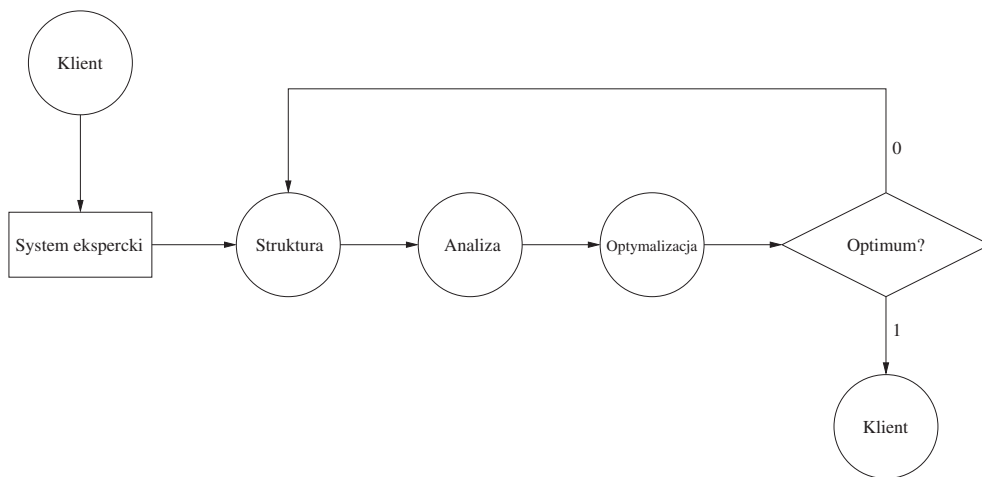 Klient
0
System ekspercki
Struktura
Analiza
Optymalizacja
Optimum?
1
Klient